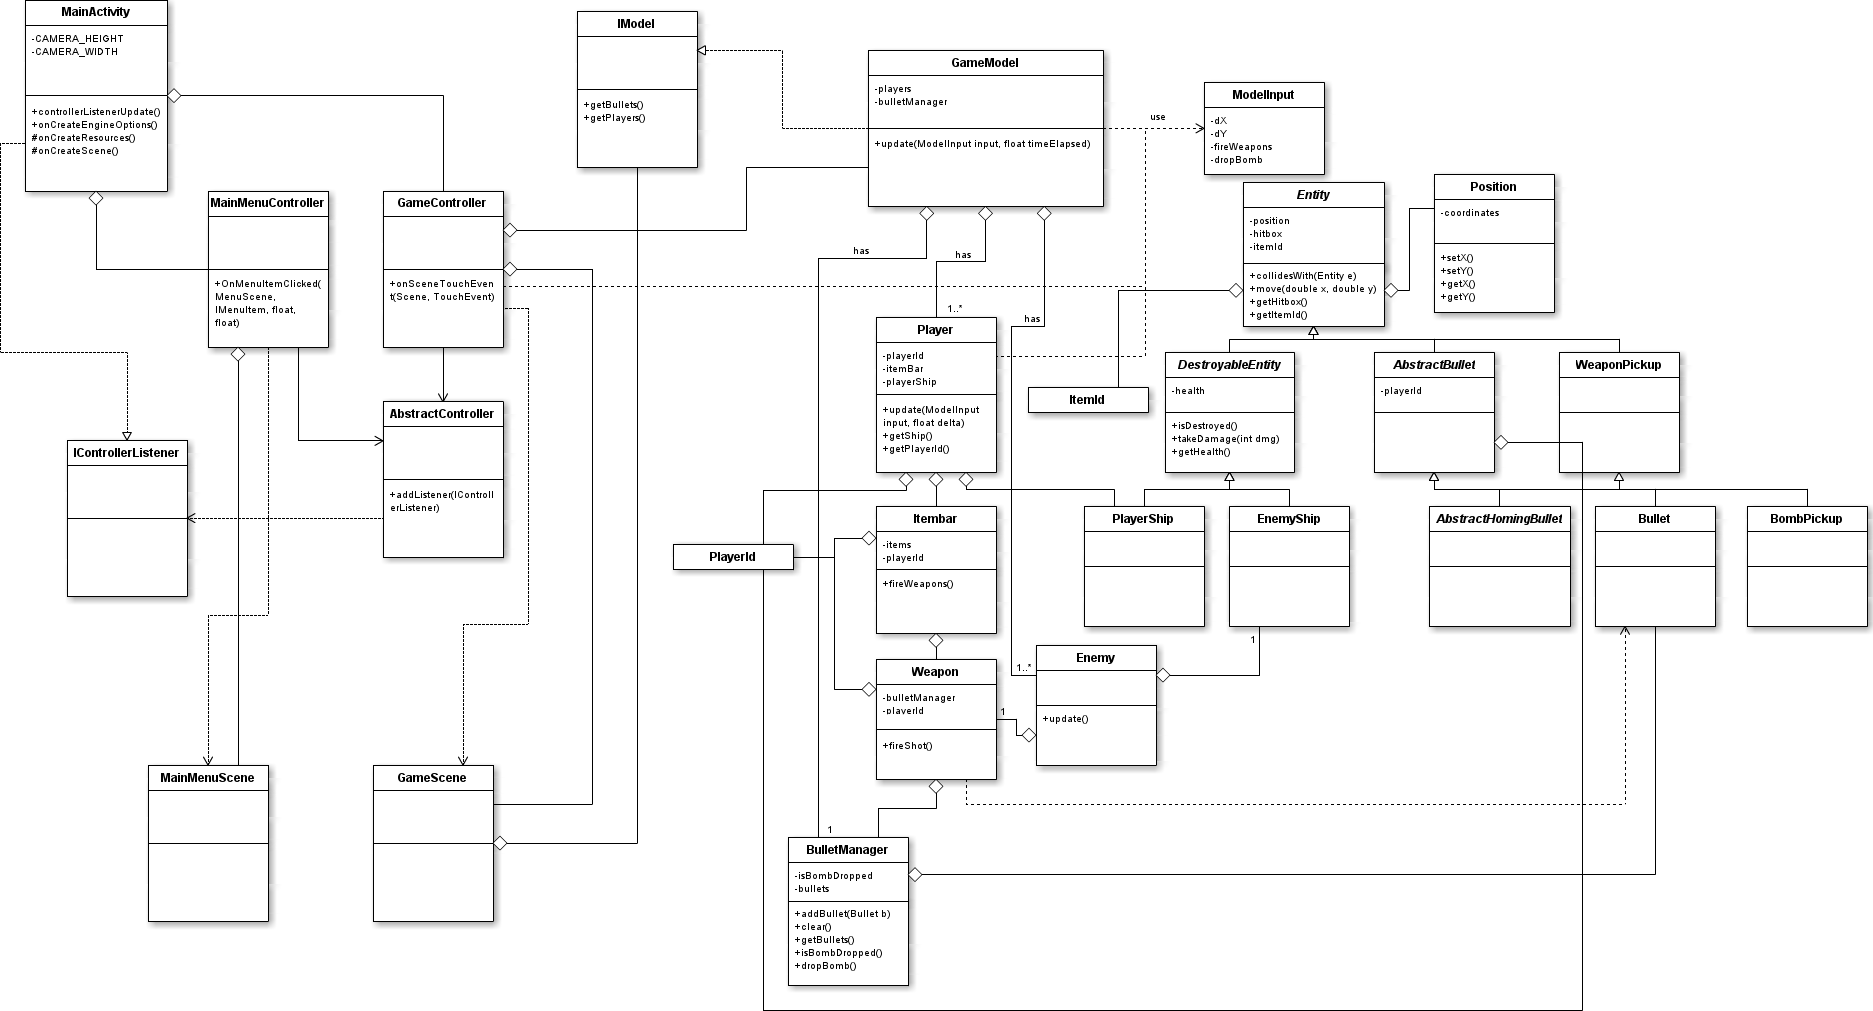 MainActivity
-CAMERA_HEIGHT
-CAMERA_WIDTH
+controllerListenerUpdate()
+onCreateEngineOptions()
#onCreateResources()
#onCreateScene()
IModel
+getBullets()
+getPlayers()
GameModel
-players
-bulletManager
+update(ModelInput input, float timeElapsed)
use
ModelInput
-dX
-dY
-fireWeapons
-dropBomb
MainMenuController
+OnMenuItemClicked(
MenuScene,
IMenuItem, float,
float)
GameController
+onSceneTouchEven
t(Scene, TouchEvent)
Entity
-position
-hitbox
-itemId
+collidesWith(Entity e)
+move(double x, double y)
+getHitbox()
+getItemId()
Position
-coordinates
+setX()
+setY()
+getX()
+getY()
has
has
has
1..*
Player
-playerId
-itemBar
-playerShip
+update(ModelInput
input, float delta)
+getShip()
+getPlayerId()
ItemId
DestroyableEntity
-health
+isDestroyed()
+takeDamage(int dmg)
+getHealth()
AbstractBullet
-playerId
WeaponPickup
IControllerListener
AbstractController
+addListener(IControll
erListener)
PlayerId
Itembar
-items
-playerId
+fireWeapons()
PlayerShip
EnemyShip
AbstractHomingBullet
Bullet
BombPickup
1
1..*
Enemy
+update()
Weapon
-bulletManager
-playerId
+fireShot()
1
MainMenuScene
GameScene
1
BulletManager
-isBombDropped
-bullets
+addBullet(Bullet b)
+clear()
+getBullets()
+isBombDropped()
+dropBomb()